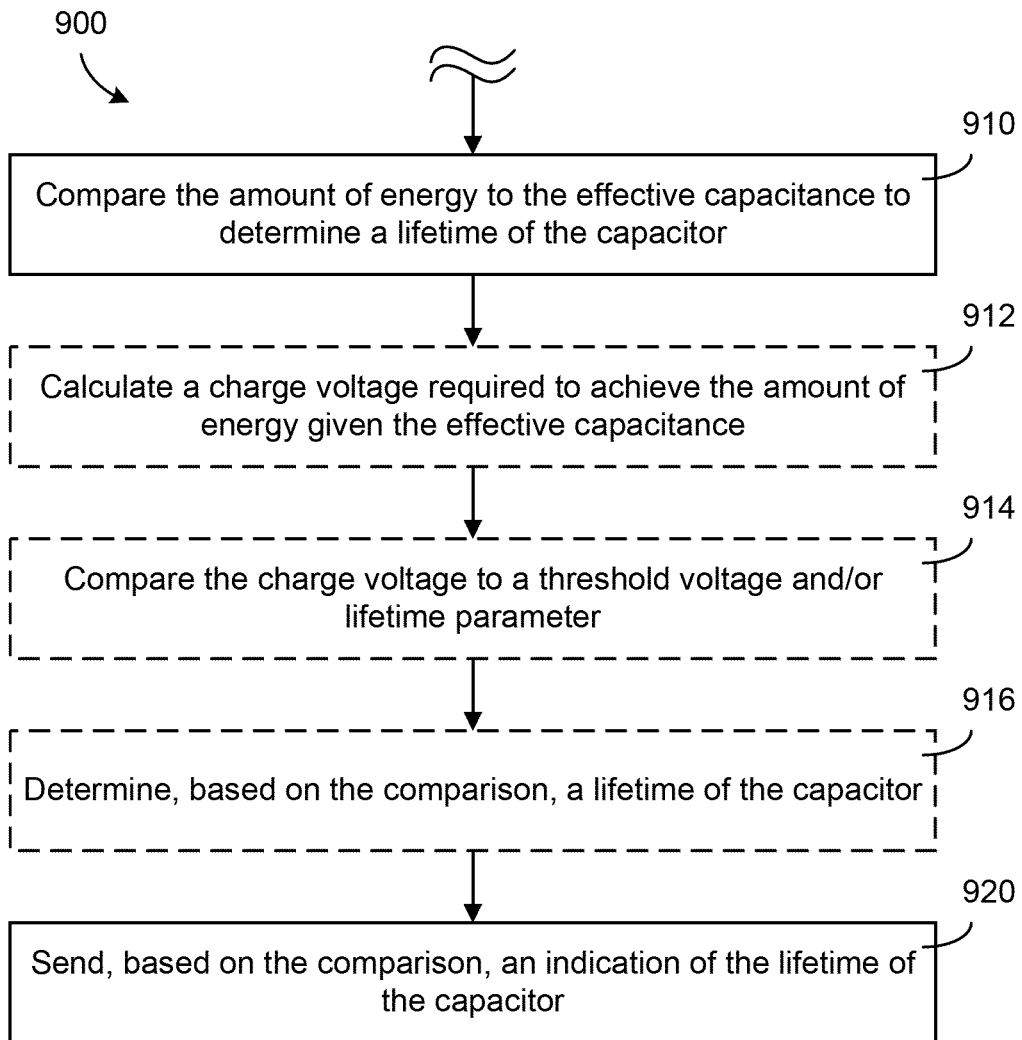 900
910
Compare the amount of energy to the effective capacitance to
determine a lifetime of the capacitor
912
Calculate a charge voltage required to achieve the amount of
energy given the effective capacitance
914
Compare the charge voltage to a threshold voltage and/or
lifetime parameter
916
Determine, based on the comparison, a lifetime of the capacitor
920
Send, based on the comparison, an indication of the lifetime of
the capacitor